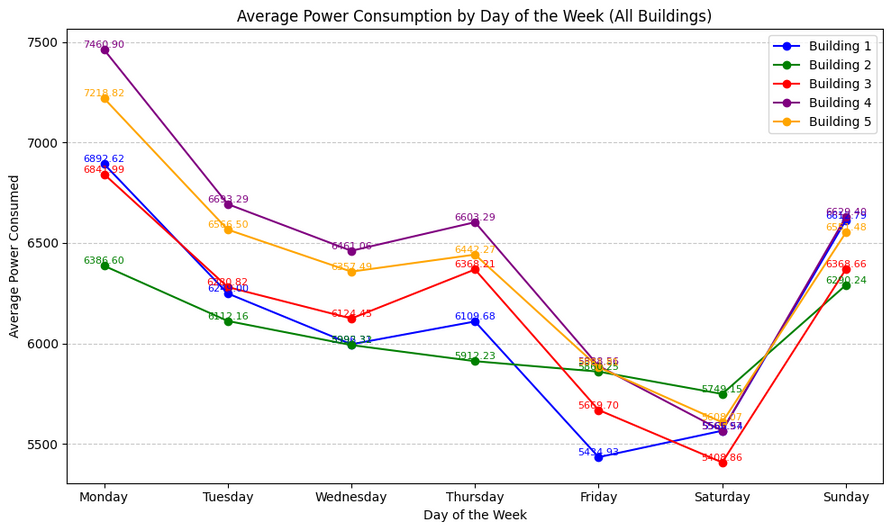 Average Power Consumption by Day of the Week (All Buildings)
Average Power Consumed
7500
7000
6500
6000
5500
Building 1
Building 2
Building 3
Building 4
Building 5
7460.90
7218.82
6892.62
6386.60
6693.29
6566.50
6112.16
6461.06
6357.49
6124.45
6603.29
6442.27
6368.21
6109.68
5912.23
5669.70
5434.93
5749.15
5408.86
6368.66
6290.24
Monday
Tuesday
Wednesday
Thursday
Friday
Saturday
Sunday
Day of the Week